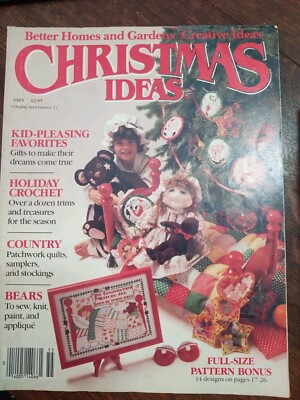 Better Homes and Gardens® Creative Ideas
CHRISTMAS
IDEAS
KID-PLEASING
FAVORITES
Gifts to make their
dreams come true
HOLIDAY
CROCHET
Over a dozen trims
and treasures
for the season
COUNTRY
Patchwork quilts,
samplers,
and stockings
BEARS
To sew, knit,
paint, and
appliqué
FULL-SIZE
PATTERN BONUS
14 designs on pages 17-26